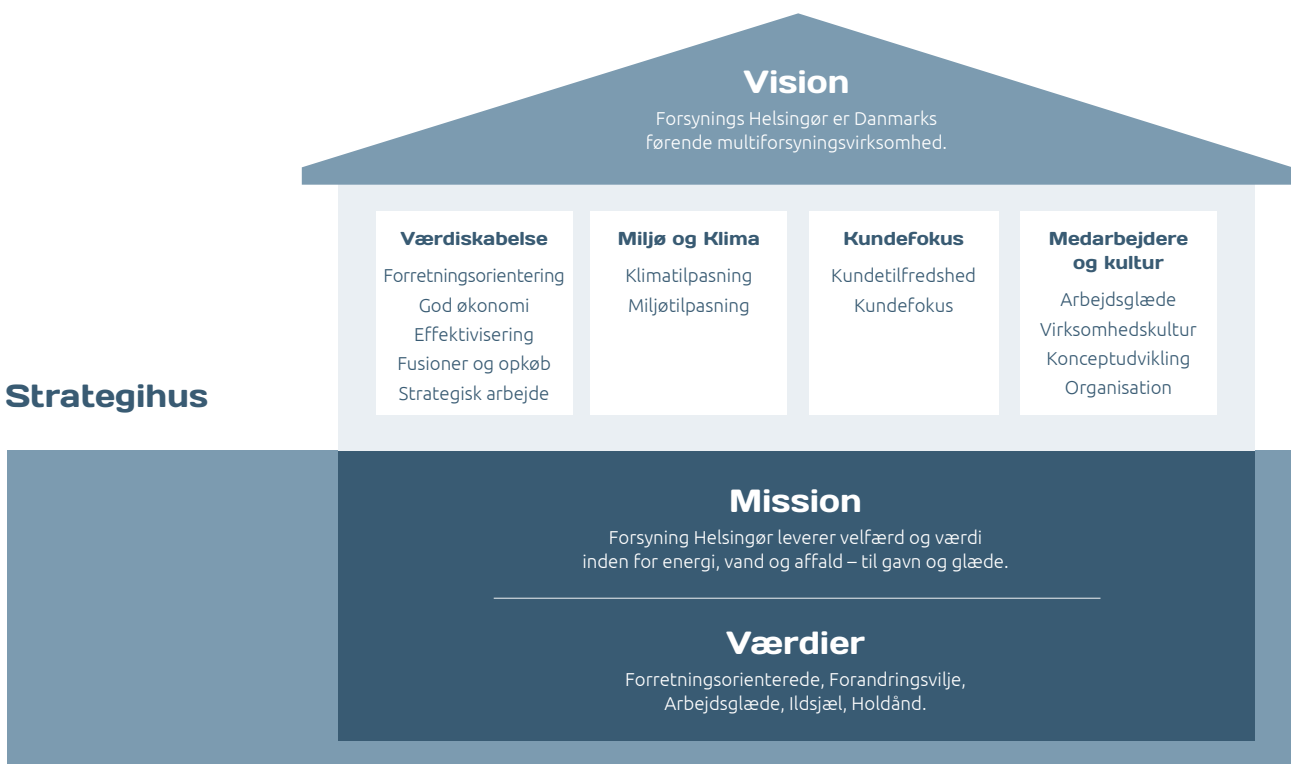 Vision
Forsynings Helsingør er Danmarks
førende multiforsyningsvirksomhed.
Værdiskabelse
Forretningsorientering
God økonomi
Effektivisering
Fusioner og opkøb
Strategisk arbejde
Miljø og Klima
Klimatilpasning
Miljøtilpasning
Kundefokus
Kundetilfredshed
Kundefokus
Medarbejdere
og kultur
Arbejdsglæde
Virksomhedskultur
Konceptudvikling
Organisation
Strategihus
Mission
Forsyning Helsingør leverer velfærd og værdi
inden for energi, vand og affald – til gavn og glæde.
Værdier
Forretningsorienterede, Forandringsvilje,
Arbejdsglæde, Ildsjæl, Holdånd.